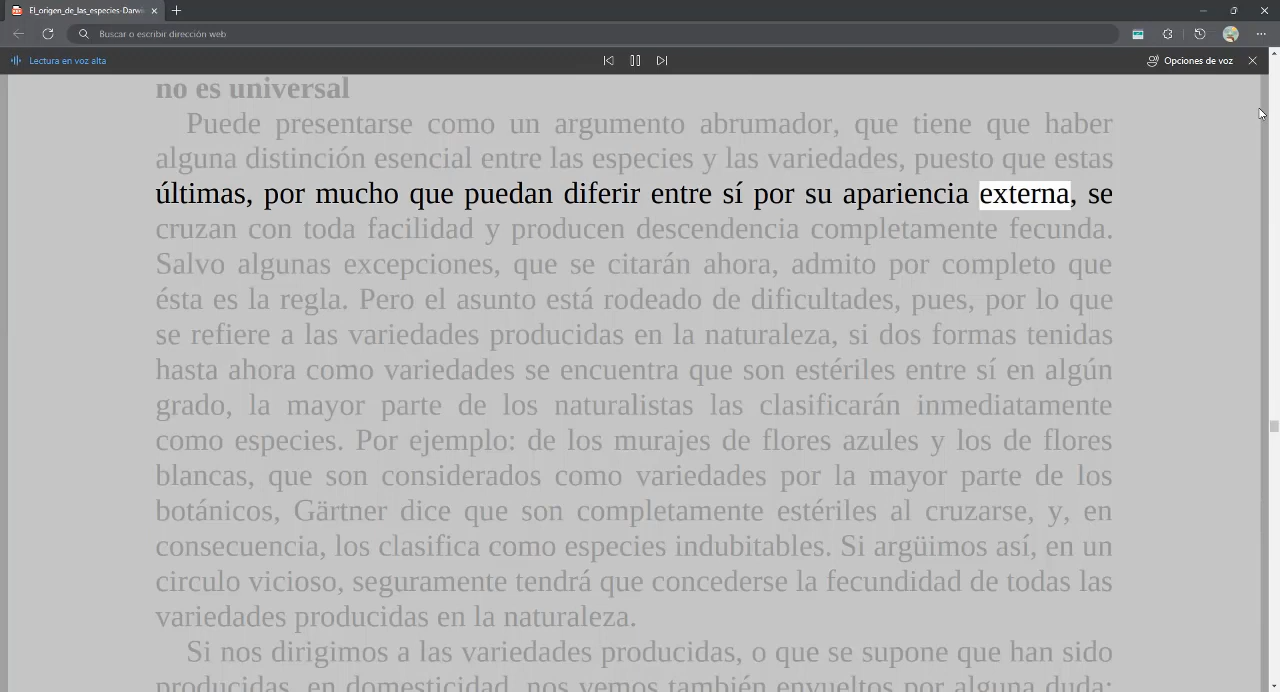 El_origen_de_las_especies-Darwi
Buscar o escribir dirección web
Lectura en voz alta
Opciones de voz
no es universal
Puede presentarse como un argumento abrumador, que tiene que haber
alguna distinción esencial entre las especies y las variedades, puesto que estas
últimas, por mucho que puedan diferir entre sí por su apariencia externa, se
cruzan con toda facilidad y producen descendencia completamente fecunda.
Salvo algunas excepciones, que se citarán ahora, admito por completo que
ésta es la regla. Pero el asunto está rodeado de dificultades, pues, por lo que
se refiere a las variedades producidas en la naturaleza, si dos formas tenidas
hasta ahora como variedades se encuentra que son estériles entre sí en algún
grado, la mayor parte de los naturalistas las clasificarán inmediatamente
como especies. Por ejemplo: de los murajes de flores azules y los de flores
blancas, que son considerados como variedades por la mayor parte de los
botánicos, Gärtner dice que son completamente estériles al cruzarse, y, en
consecuencia, los clasifica como especies indubitables. Si argüimos así, en un
circulo vicioso, seguramente tendrá que concederse la fecundidad de todas las
variedades producidas en la naturaleza.
Si nos dirigimos a las variedades producidas, o que se supone que han sido
producidas, en domesticidad, nos vemos también envueltos por alguna duda;